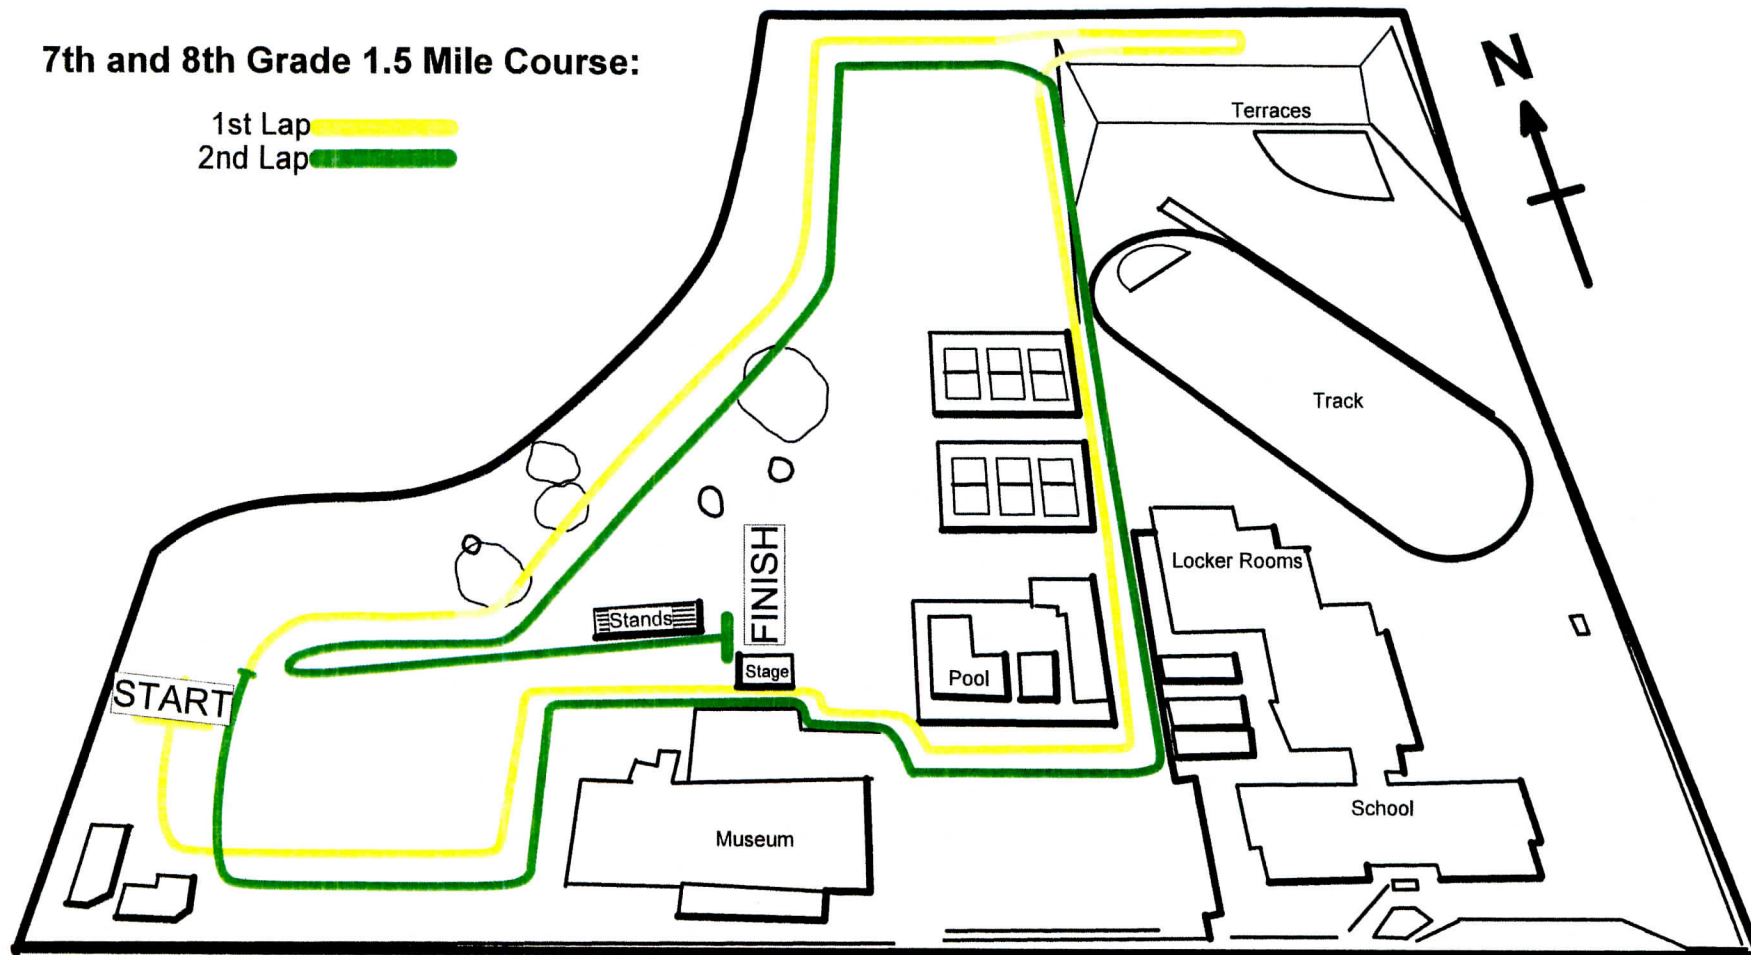 7th and 8th Grade 1.5 Mile Course:
1st Lap
2nd Lap
N
Terraces
Track
Locker Rooms
FINISH
Stands
Stage
Pool
START
School
Museum